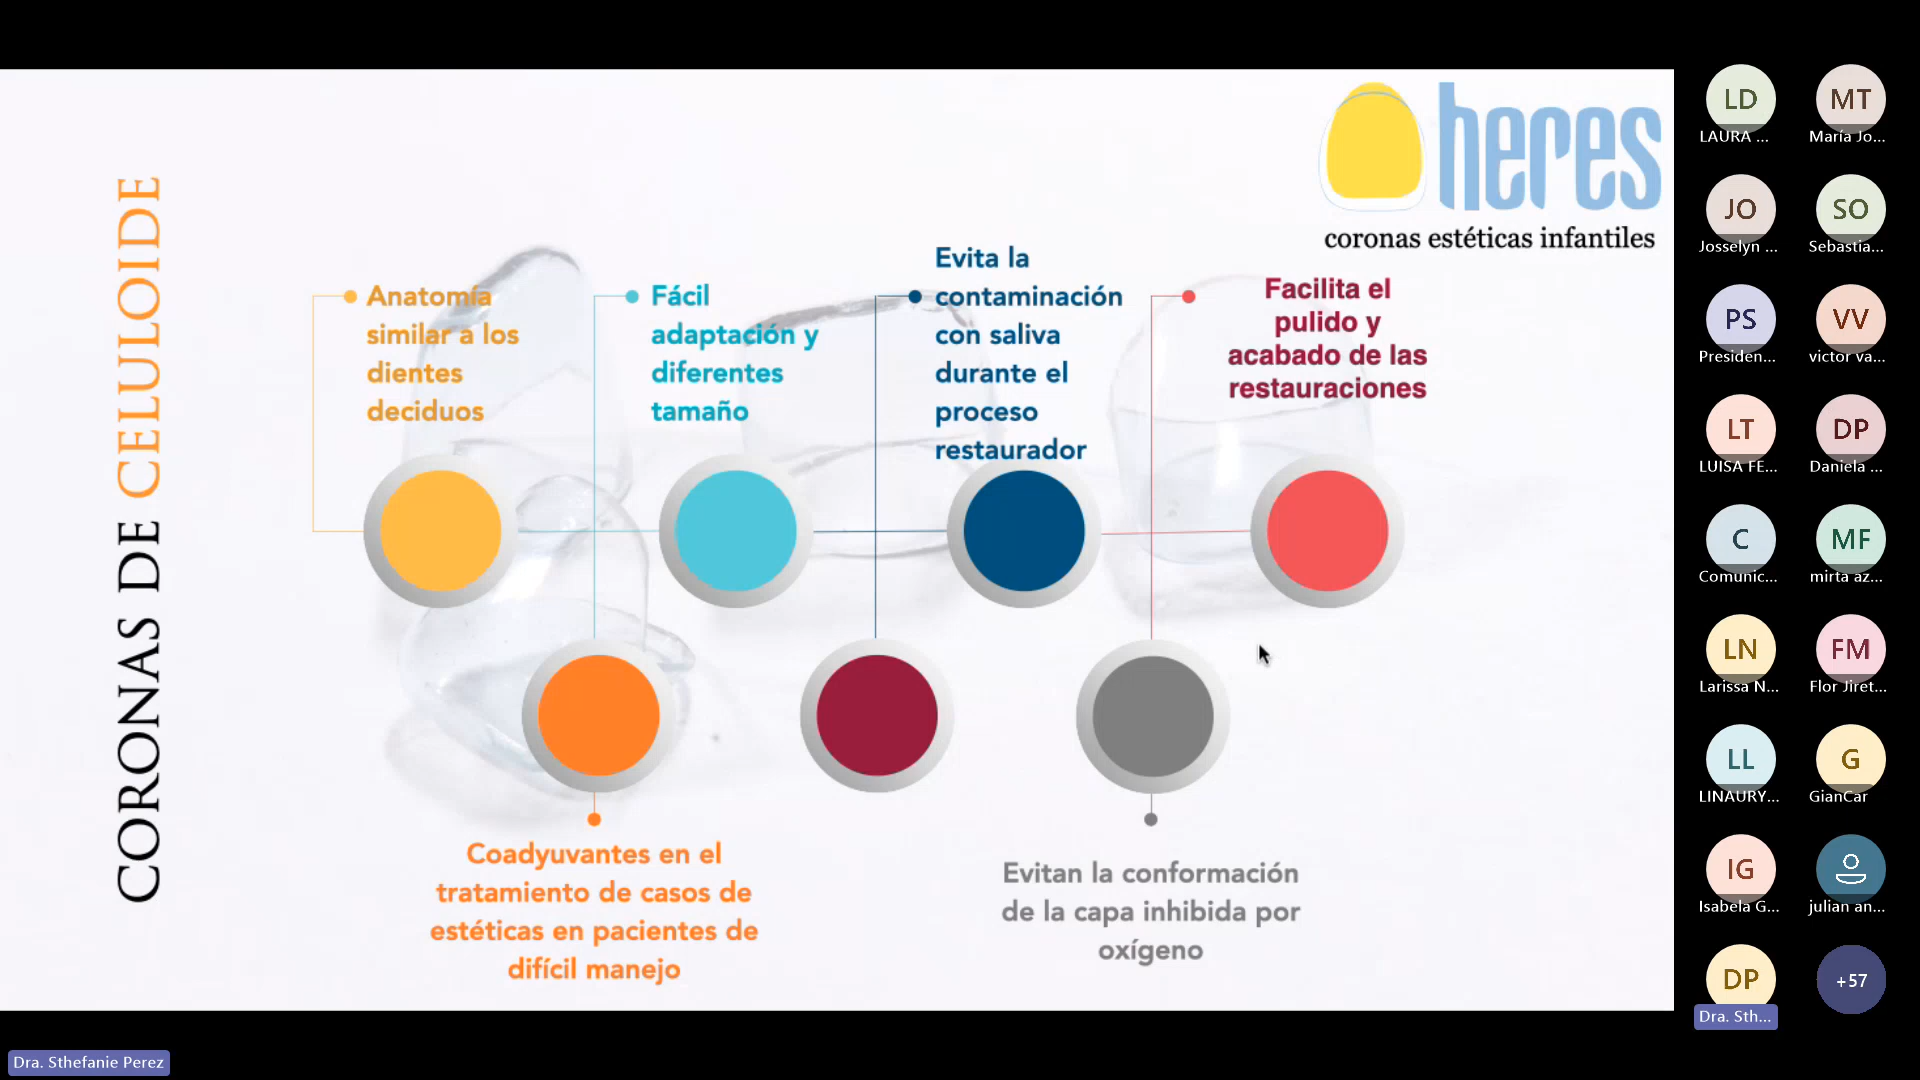 CORONAS DE CELULOIDE
heres
coronas estéticas infantiles
Anatomía
similar a los
dientes
deciduos
Fácil
adaptación y
diferentes
tamaño
Evita la
contaminación
con saliva
durante el
proceso
restaurador
Facilita el
pulido y
acabado de las
restauraciones
Coadyuvantes en el
tratamiento de casos de
estéticas en pacientes de
difícil manejo
Evitan la conformación
de la capa inhibida por
oxígeno
LD
LAURA ...
MT
María Jo...
JO
Josselyn ...
SO
Sebastia...
PS
Presiden...
VV
victor va...
LT
LUISA FE...
DP
Daniela ...
C
Comunic...
MF
mirta az...
LN
Larissa N...
FM
Flor Jiret...
LL
LINAURY...
G
GianCar
IG
Isabela G...
julian an...
DP
Dra. Sth...
+57
Dra. Sthefanie Perez